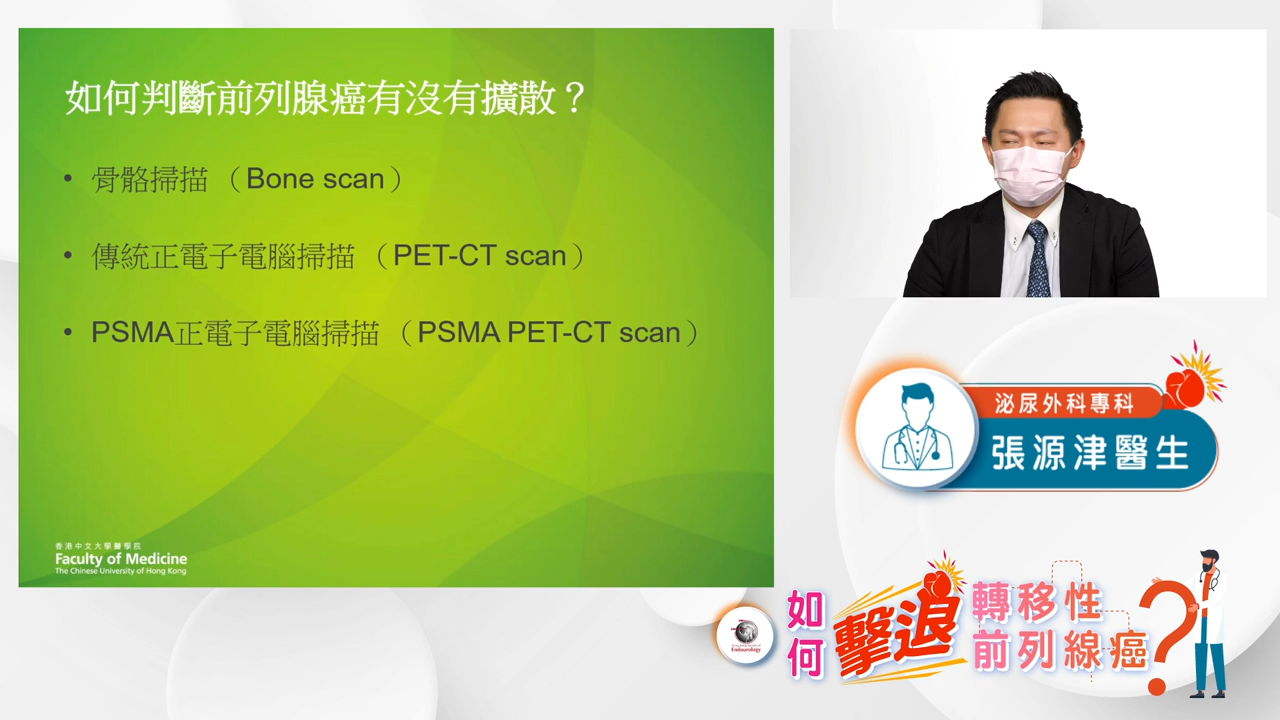 如何判斷前列腺癌有沒有擴散？
• 骨骼掃描（Bone scan）
• 傳統正電子電腦掃描（PET-CT scan）
• PSMA正電子電腦掃描（PSMA PET-CT scan）
香港中文大學醫學院
Faculty of Medicine
The Chinese University of Hong Kong
泌尿外科專科
張源津醫生
Endourology
如何擊退轉移性前列線癌?